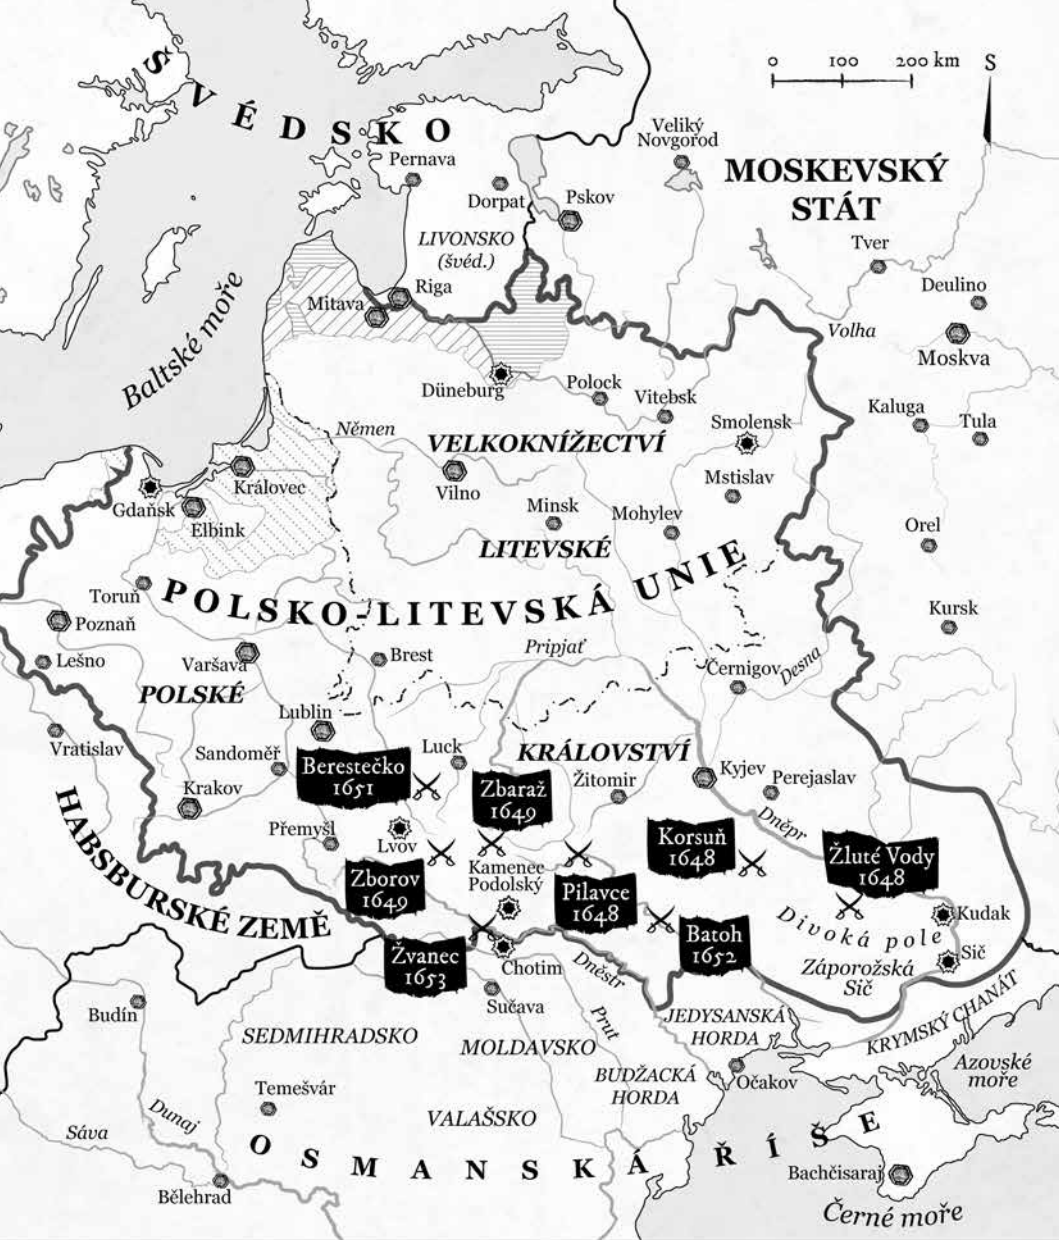 0 100 200 km
S
ŠVÉDSKO
Pernava
Dorpat
Pskov
Veliký
Novgorod
MOSKEVSKÝ
STÁT
LIVONSKO
(švéd.)
Tver
Deulino
Riga
Mitava
Volha
Moskva
Baltské moře
Düneburg
Polock
Vitebsk
Kaluga
Tula
Smolensk
Němen
VELKOKNÍŽECTVÍ
Královec
Vilno
Mstislav
Gdaňsk
Elbink
Minsk
Mohylev
Orel
LITEVSKÉ
POLSKO-LITEVSKÁ UNIE
Toruň
Poznaň
Kursk
Lešno
Varšava
Brest
Pripjať
Černigov
Desna
POLSKÉ
Lublin
Vratislav
Sandoměř
Luck
KRÁLOVSTVÍ
Berestečko
1651
Zbaraž
1649
Žitomir
Kyjev
Perejaslav
Krakov
Dněpr
Přemyšl
Lvov
Korsuň
1648
Žluté Vody
1648
HABSBURSKÉ ZEMĚ
Zborov
1649
Kamenec
Podolský
Pilavce
1648
Divoká pole
Kudak
Batoh
1652
Žvanec
1653
Chotim
Dněstr
Záporožská
Sič
Sič
Budín
Sučava
Prut
JEDYSANSKÁ
HORDA
KRYMSKÝ CHANÁT
SEDMIHRADSKO
MOLDAVSKO
Azovské
moře
BUDŽACKÁ
HORDA
Očakov
Temešvár
Dunaj
Sáva
VALAŠSKO
OSMANSKÁ ŘÍŠE
Bělehrad
Bachčisaraj
Černé moře